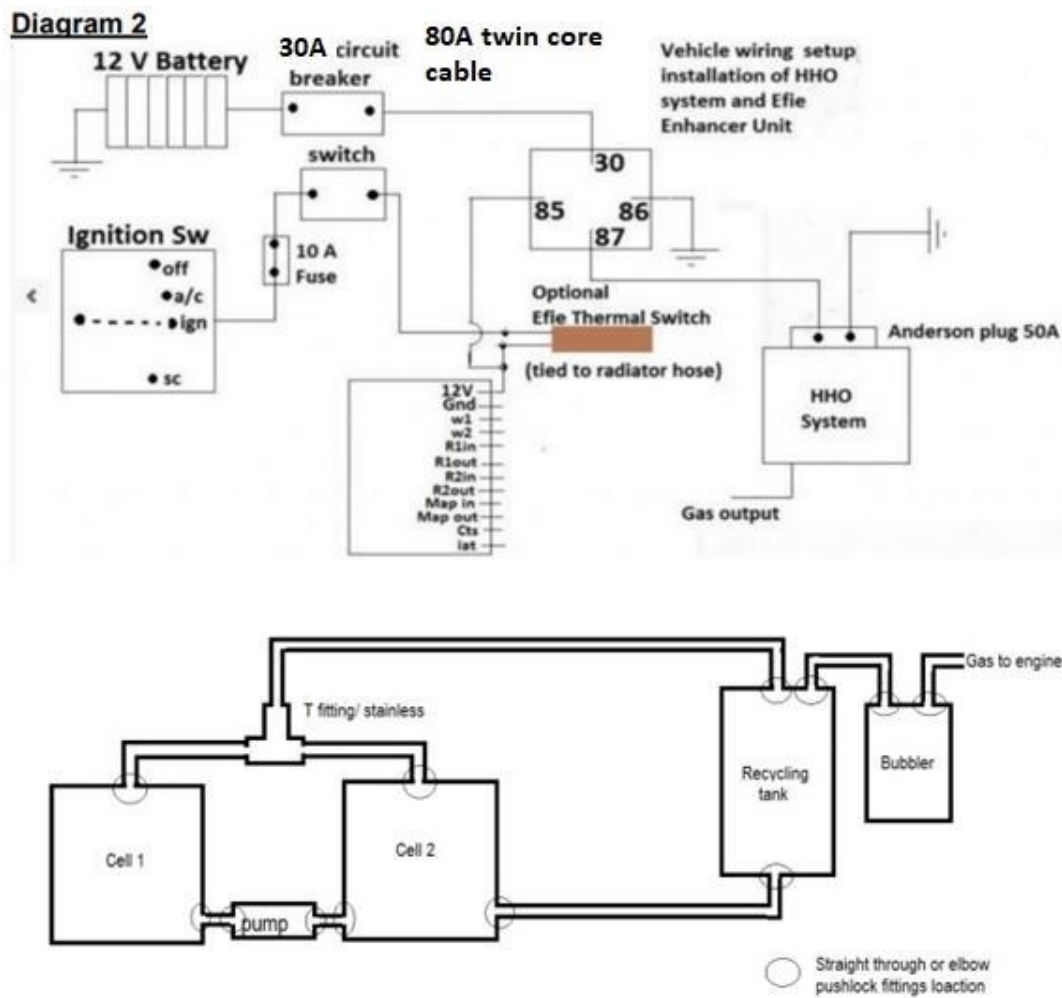 Diagram 2
12 V Battery
30A circuit
breaker
80A twin core
cable
Vehicle wiring setup
installation of HHO
system and Efie
Enhancer Unit
switch
30
85
86
87
Ignition Sw
off
a/c
ign
sc
10 A
Fuse
Optional
Efie Thermal Switch
(tied to radiator hose)
Anderson plug 50A
HHO
System
Gas output
12V
Gnd
w1
w2
R1in
R1out
R2in
R2out
Map in
Map out
Cts
iat
T fitting/ stainless
Gas to engine
Cell 1
Cell 2
pump
Recycling
tank
Bubbler
Straight through or elbow
pushlock fittings loaction